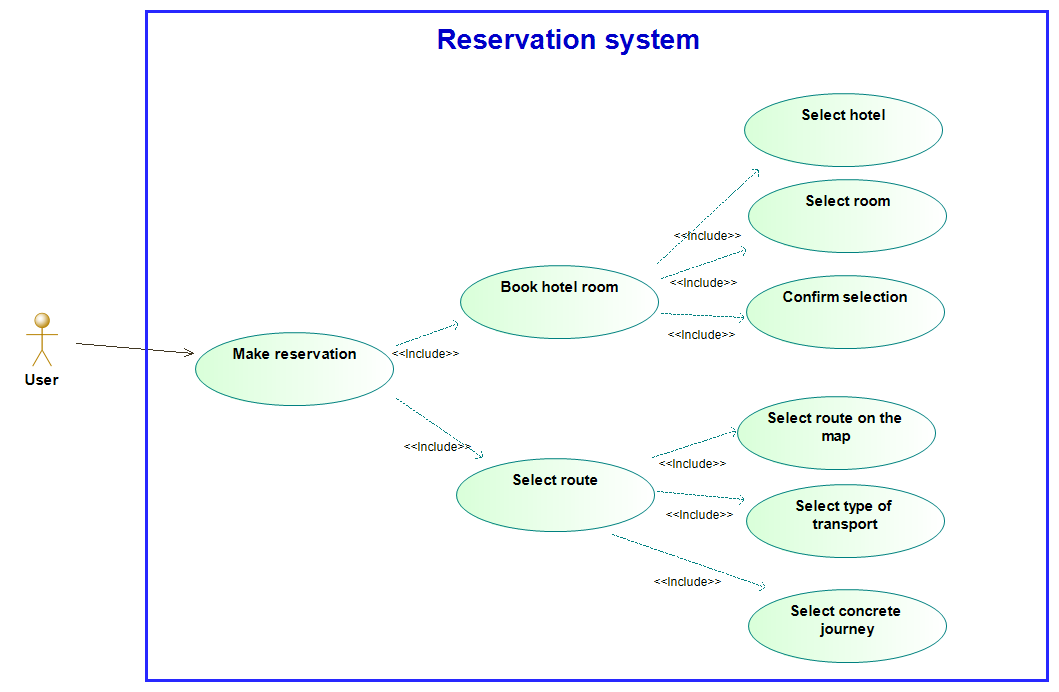 Reservation system
Select hotel
Select room
<<Include>>
Book hotel room
<<Include>>
Confirm selection
<<Include>>
Make reservation
<<Include>>
User
Select route on the
map
<<Include>>
<<Include>>
Select route
Select type of
transport
<<Include>>
<<Include>>
Select concrete
journey